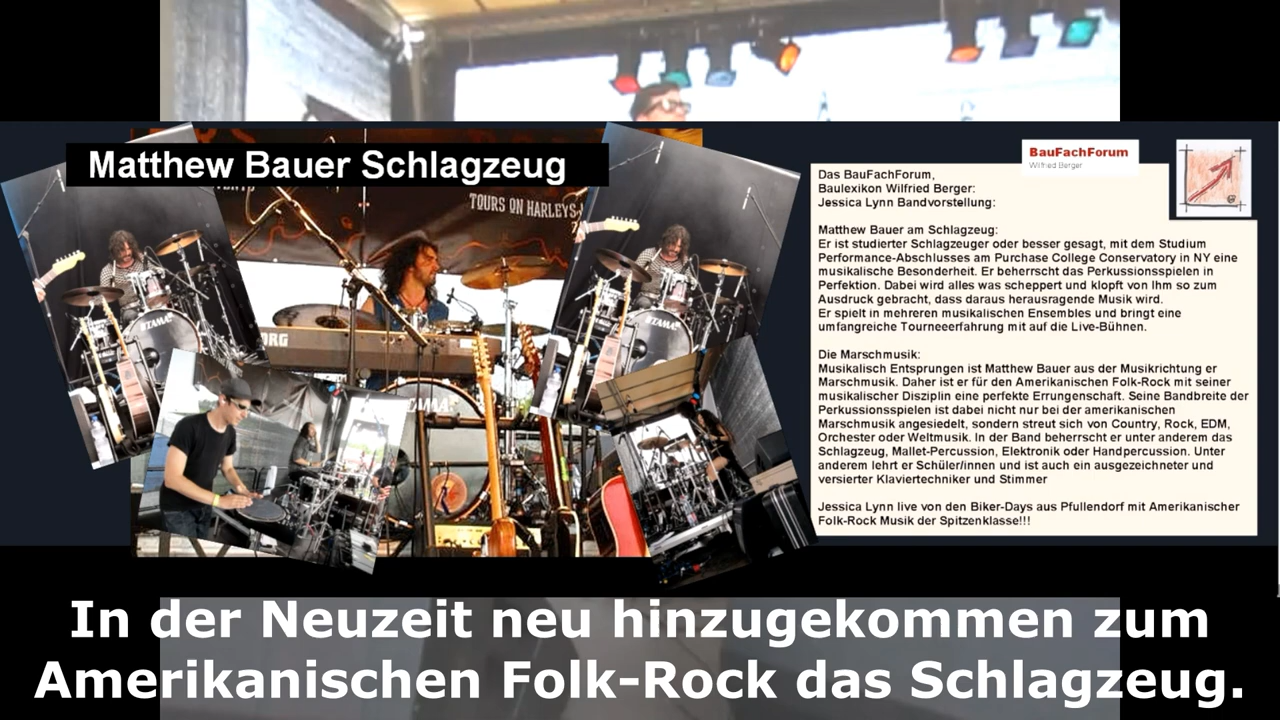 Matthew Bauer Schlagzeug
TOURS ON HARLEYS
TAMA
TAMA
BauFachForum
Wilfried Berger
Das BauFachForum,
Baulexikon Wilfried Berger:
Jessica Lynn Bandvorstellung:
Matthew Bauer am Schlagzeug:
Er ist studierter Schlagzeuger oder besser gesagt, mit dem Studium
Performance-Abschlusses am Purchase College Conservatory in NY eine
musikalische Besonderheit. Er beherrscht das Perkussionsspielen in
Perfektion. Dabei wird alles was scheppert und klopft von Ihm so zum
Ausdruck gebracht, dass daraus herausragende Musik wird.
Er spielt in mehreren musikalischen Ensembles und bringt eine
umfangreiche Tourneeerfahrung mit auf die Live-Bühnen.
Die Marschmusik:
Musikalisch Entsprungen ist Matthew Bauer aus der Musikrichtung er
Marschmusik. Daher ist er für den Amerikanischen Folk-Rock mit seiner
musikalischer Disziplin eine perfekte Errungenschaft. Seine Bandbreite der
Perkussionsspielen ist dabei nicht nur bei der amerikanischen
Marschmusik angesiedelt, sondern streut sich von Country, Rock, EDM,
Orchester oder Weltmusik. In der Band beherrscht er unter anderem das
Schlagzeug, Mallet-Percussion, Elektronik oder Handpercussion. Unter
anderem lehrt er Schüler/innen und ist auch ein ausgezeichneter und
versierter Klaviertechniker und Stimmer
Jessica Lynn live von den Biker-Days aus Pfullendorf mit Amerikanischer
Folk-Rock Musik der Spitzenklasse!!!
In der Neuzeit neu hinzugekommen zum
Amerikanischen Folk-Rock das Schlagzeug.